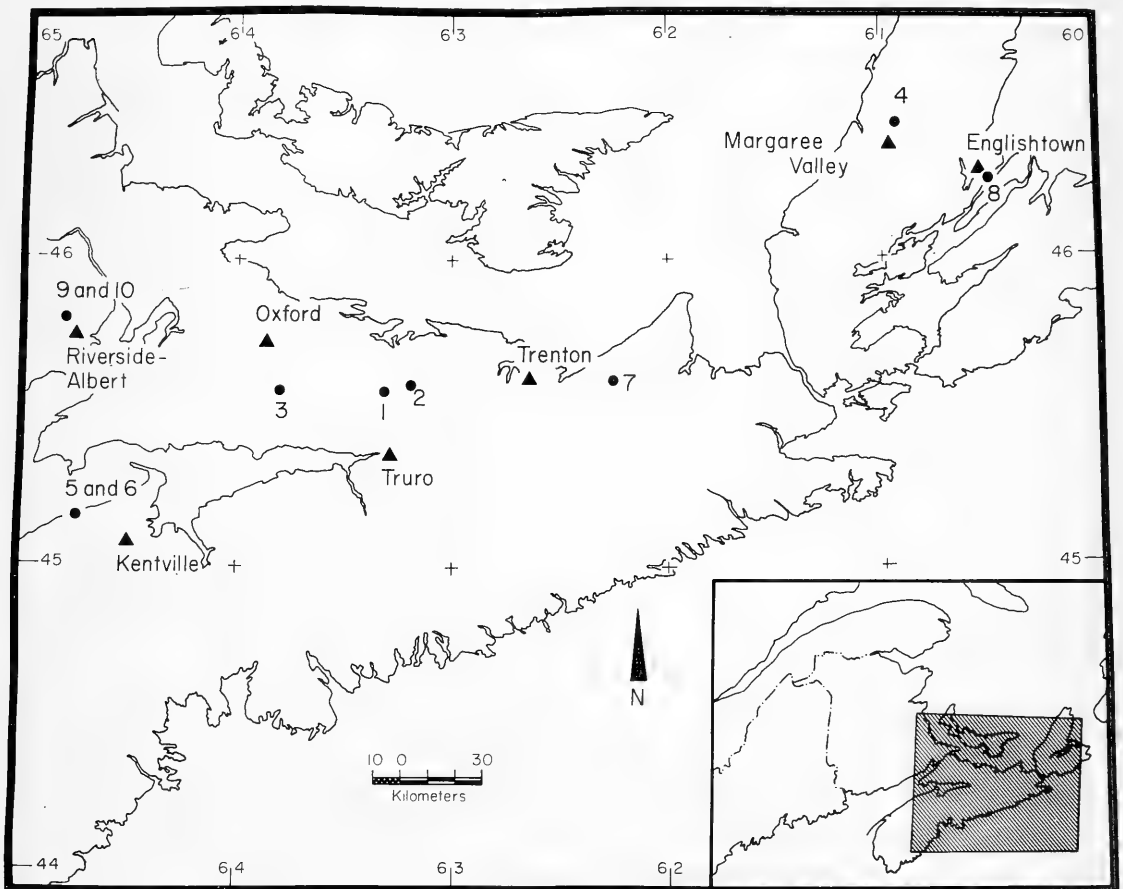 65 64 63 62 61 60
4
Margaree
Valley
Englishtown
8
46 46
9 and 10
Riverside-
Albert
Oxford
Trenton
3 1 2 7
Truro
5 and 6
Kentville
45 45
N
10 0 30
Kilometers
44 64 63 62